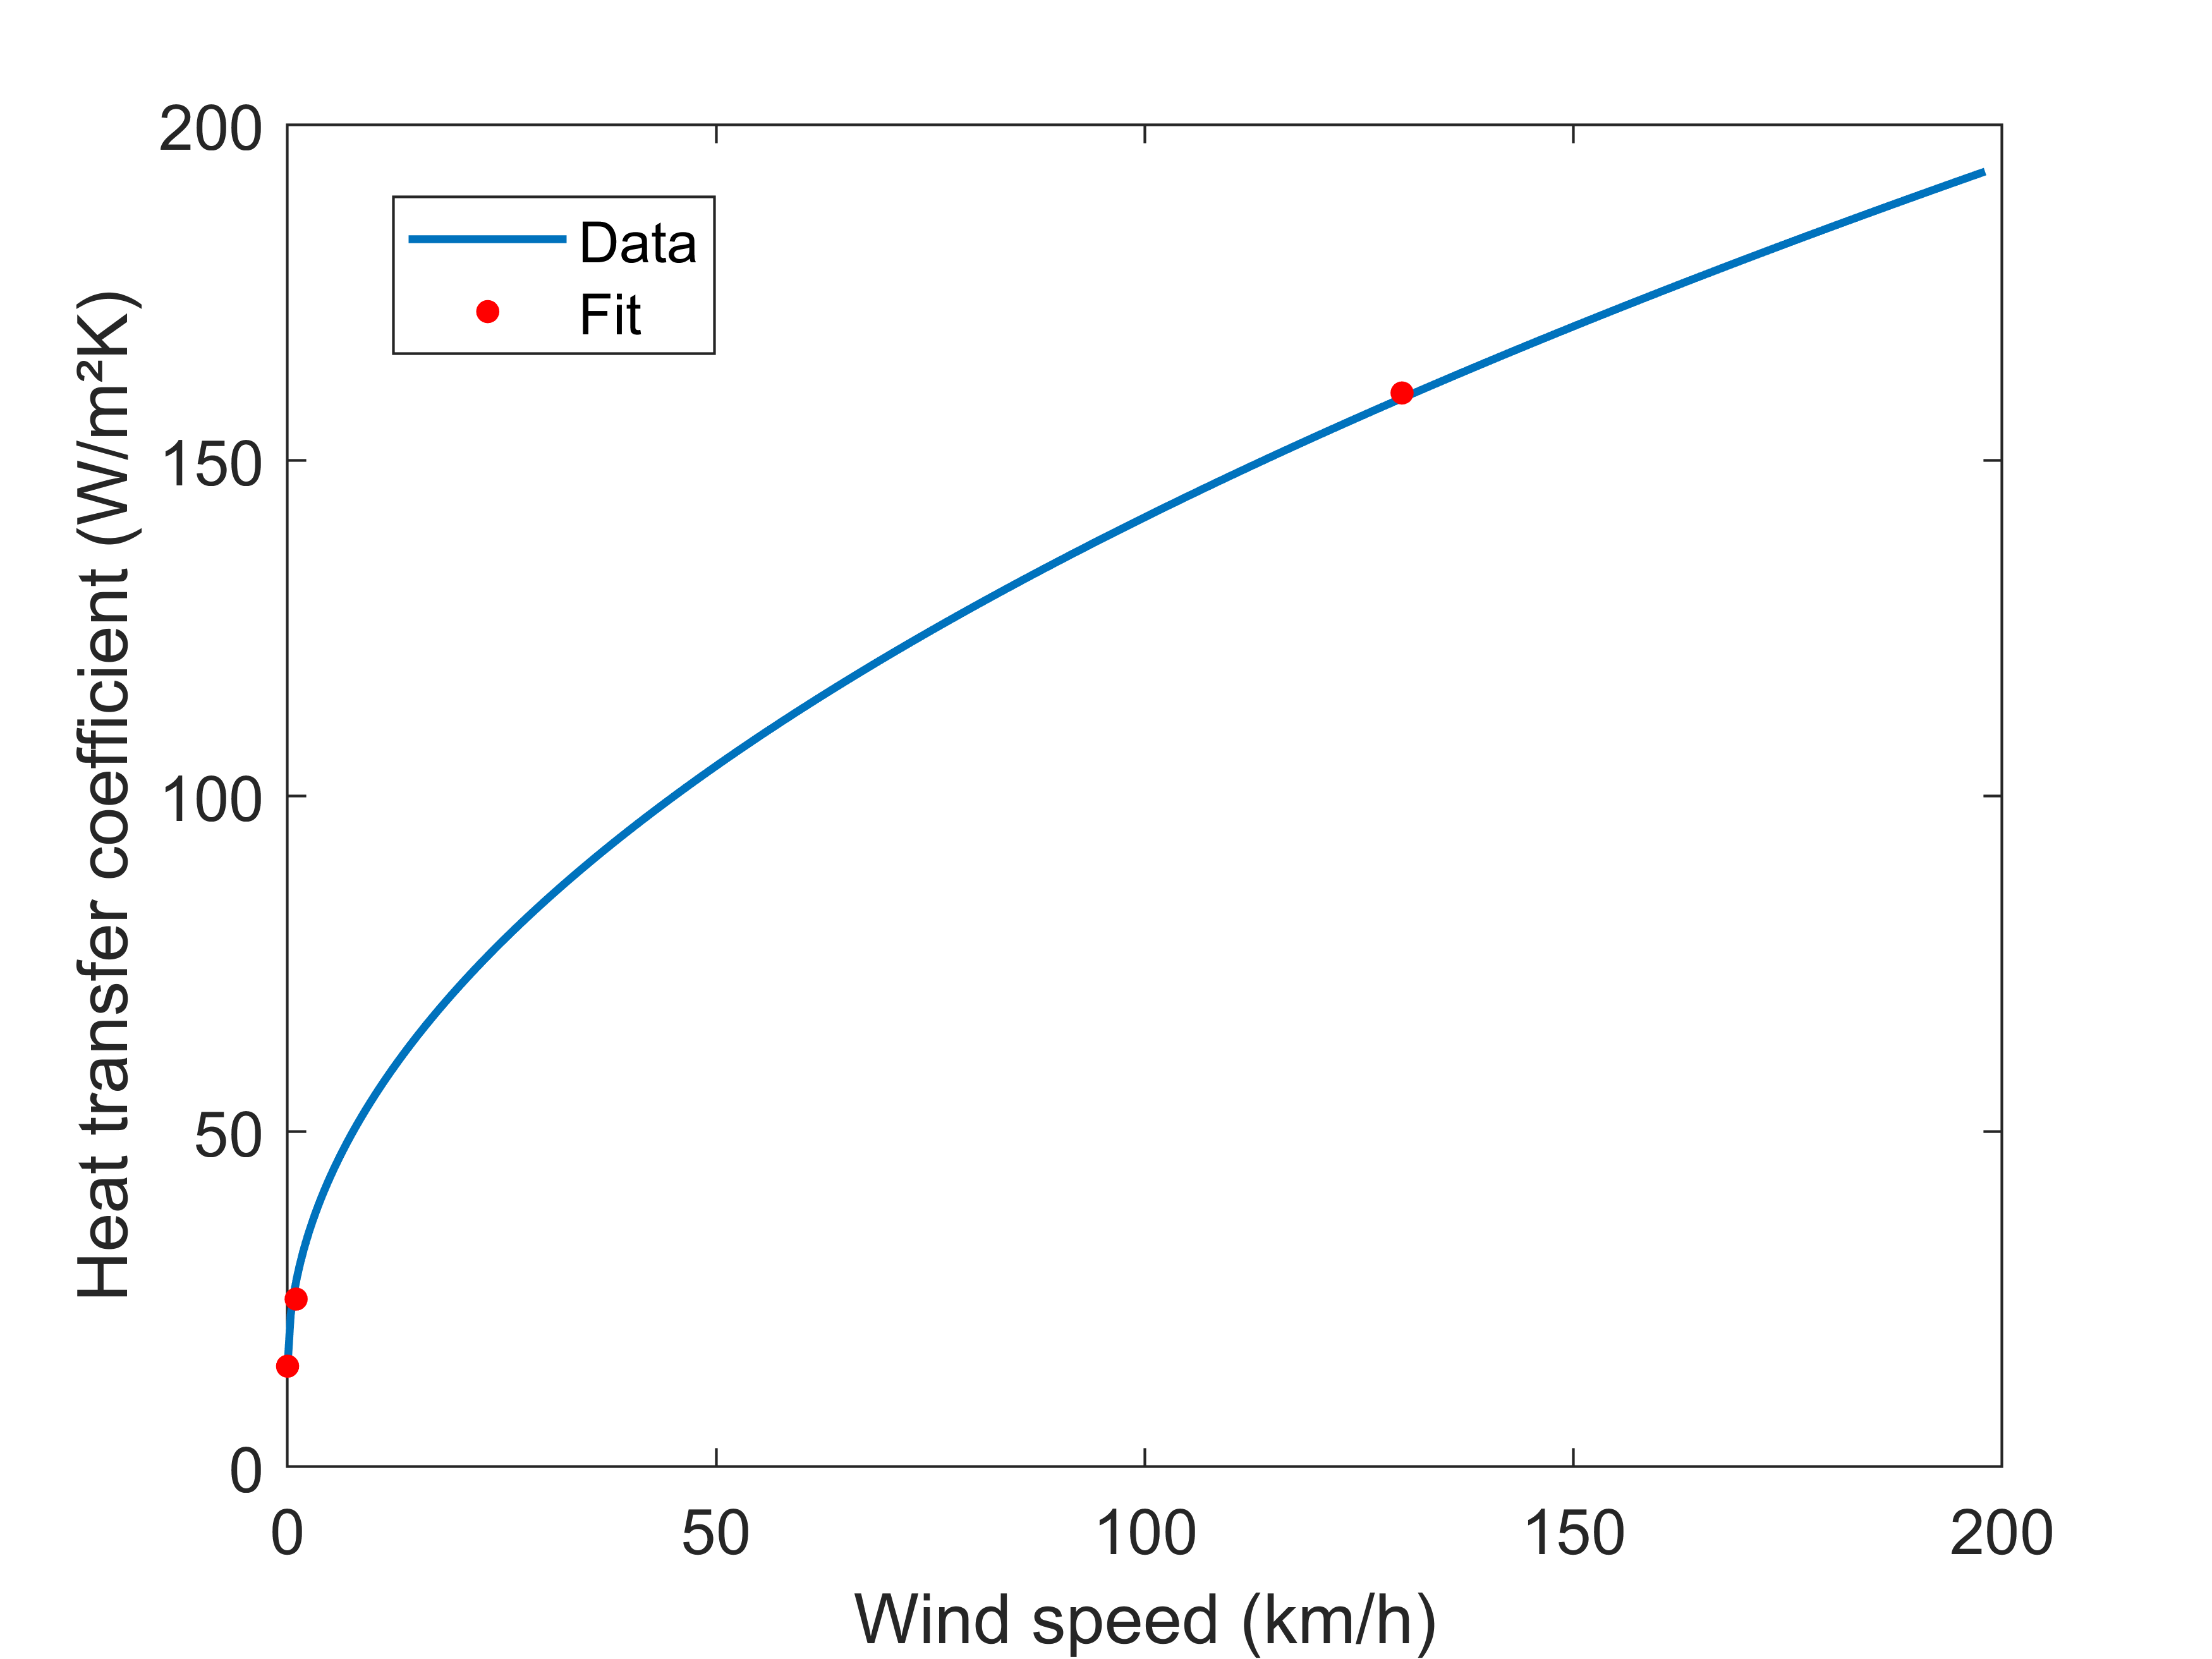 200
150
100
50
0
Heat transfer coefficient (W/m²K)
Data
Fit
0 50 100 150 200
Wind speed (km/h)